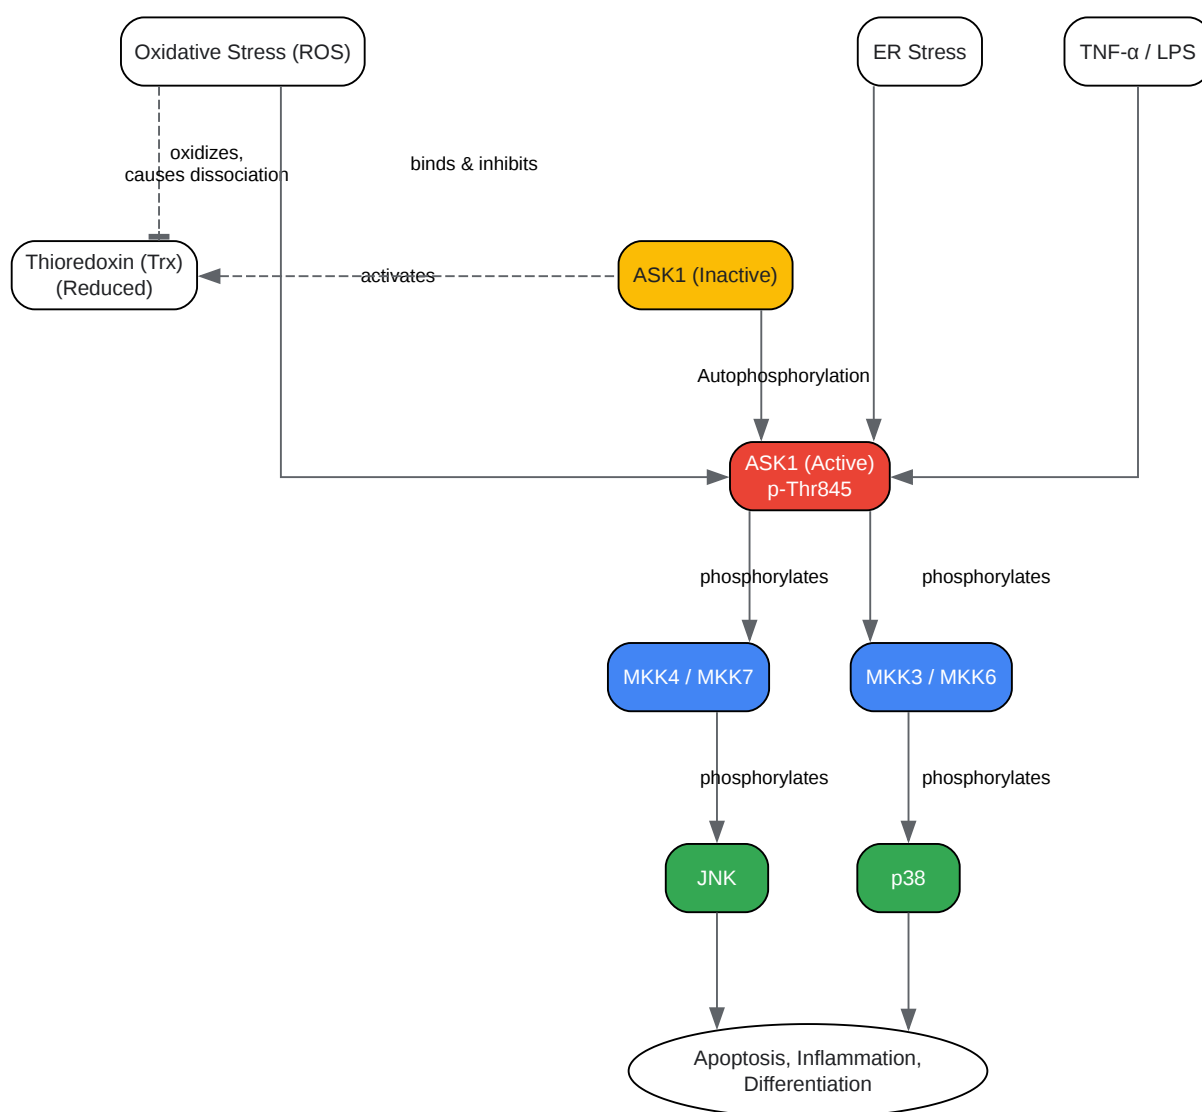 Oxidative Stress (ROS)
ER Stress
TNF-α / LPS
oxidizes,
causes dissociation
binds & inhibits
Thioredoxin (Trx)
(Reduced)
activates
ASK1 (Inactive)
Autophosphorylation
ASK1 (Active)
p-Thr845
phosphorylates
phosphorylates
MKK4 / MKK7
MKK3 / MKK6
phosphorylates
phosphorylates
JNK
p38
Apoptosis, Inflammation,
Differentiation